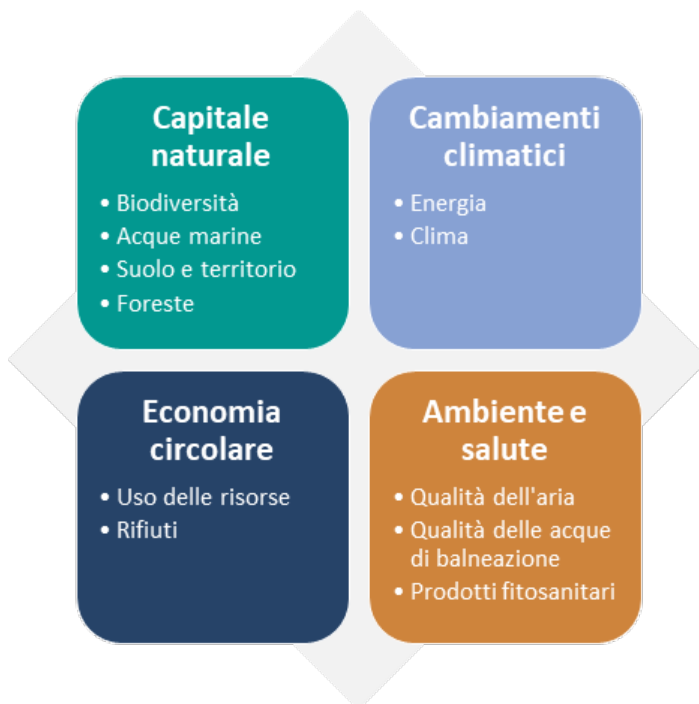 Capitale
naturale
• Biodiversità
• Acque marine
• Suolo e territorio
• Foreste
Cambiamenti
climatici
• Energia
• Clima
Economia
circolare
• Uso delle risorse
• Rifiuti
Ambiente e
salute
• Qualità dell'aria
• Qualità delle acque
di balneazione
• Prodotti fitosanitari